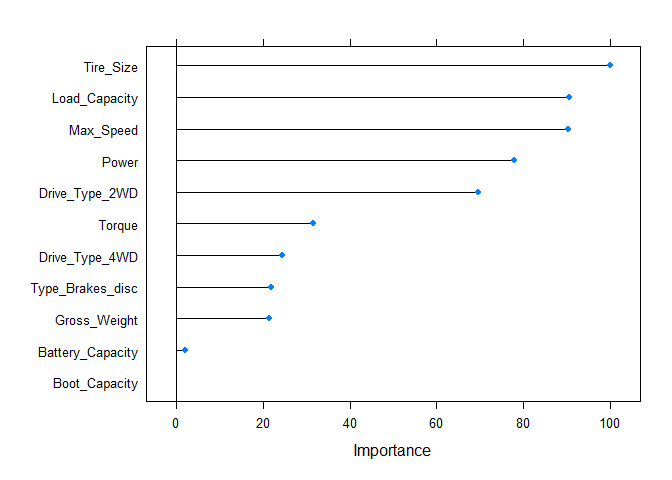 Tire_Size
Load_Capacity
Max_Speed
Power
Drive_Type_2WD
Torque
Drive_Type_4WD
Type_Brakes_disc
Gross_Weight
Battery_Capacity
Boot_Capacity
0 20 40 60 80 100
Importance